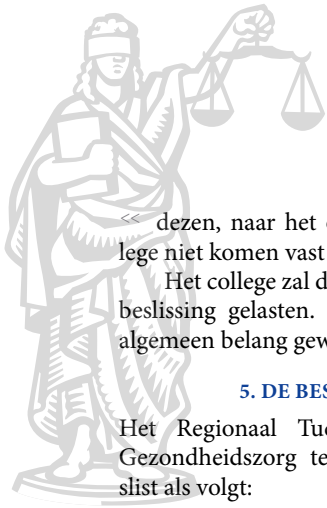 << dezen, naar het
lege niet komen vast
Het college zal d
beslissing gelasten.
algemeen belang gew
5. DE BES
Het Regionaal Tuc
Gezondheidszorg te
slist als volgt: